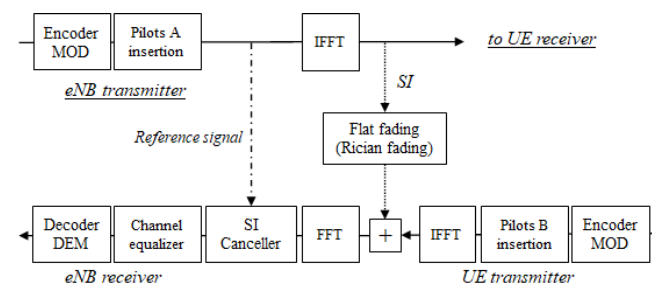 Encoder
MOD
Pilots A
insertion
IFFT
to UE receiver
eNB transmitter
SI
Reference signal
Flat fading
(Rician fading)
Decoder
DEM
Channel
equalizer
SI
Canceller
FFT
+
IFFT
Pilots B
insertion
Encoder
MOD
eNB receiver
UE transmitter